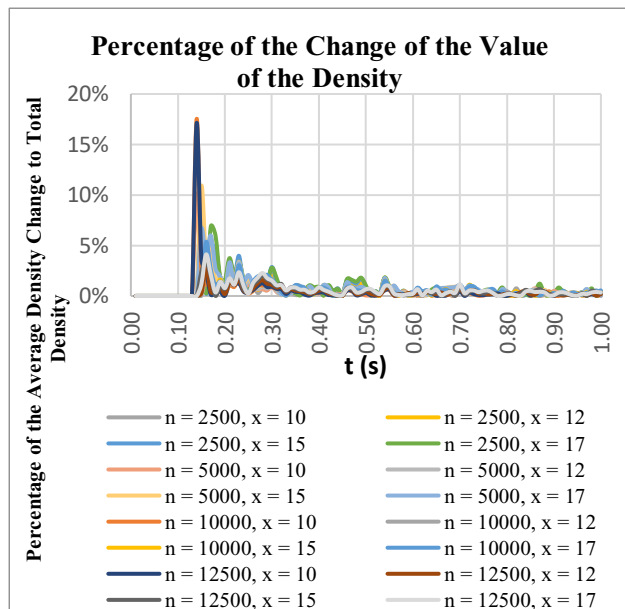 Percentage of the Change of the Value
of the Density
Percentage of the Average Density Change to Total
Density
20%
15%
10%
5%
0%
0.00
0.10
0.20
0.30
0.40
0.50
0.60
0.70
0.80
0.90
1.00
t (s)
n = 2500, x = 10
n = 2500, x = 12
n = 2500, x = 15
n = 2500, x = 17
n = 5000, x = 10
n = 5000, x = 12
n = 5000, x = 15
n = 5000, x = 17
n = 10000, x = 10
n = 10000, x = 12
n = 10000, x = 15
n = 10000, x = 17
n = 12500, x = 10
n = 12500, x = 12
n = 12500, x = 15
n = 12500, x = 17